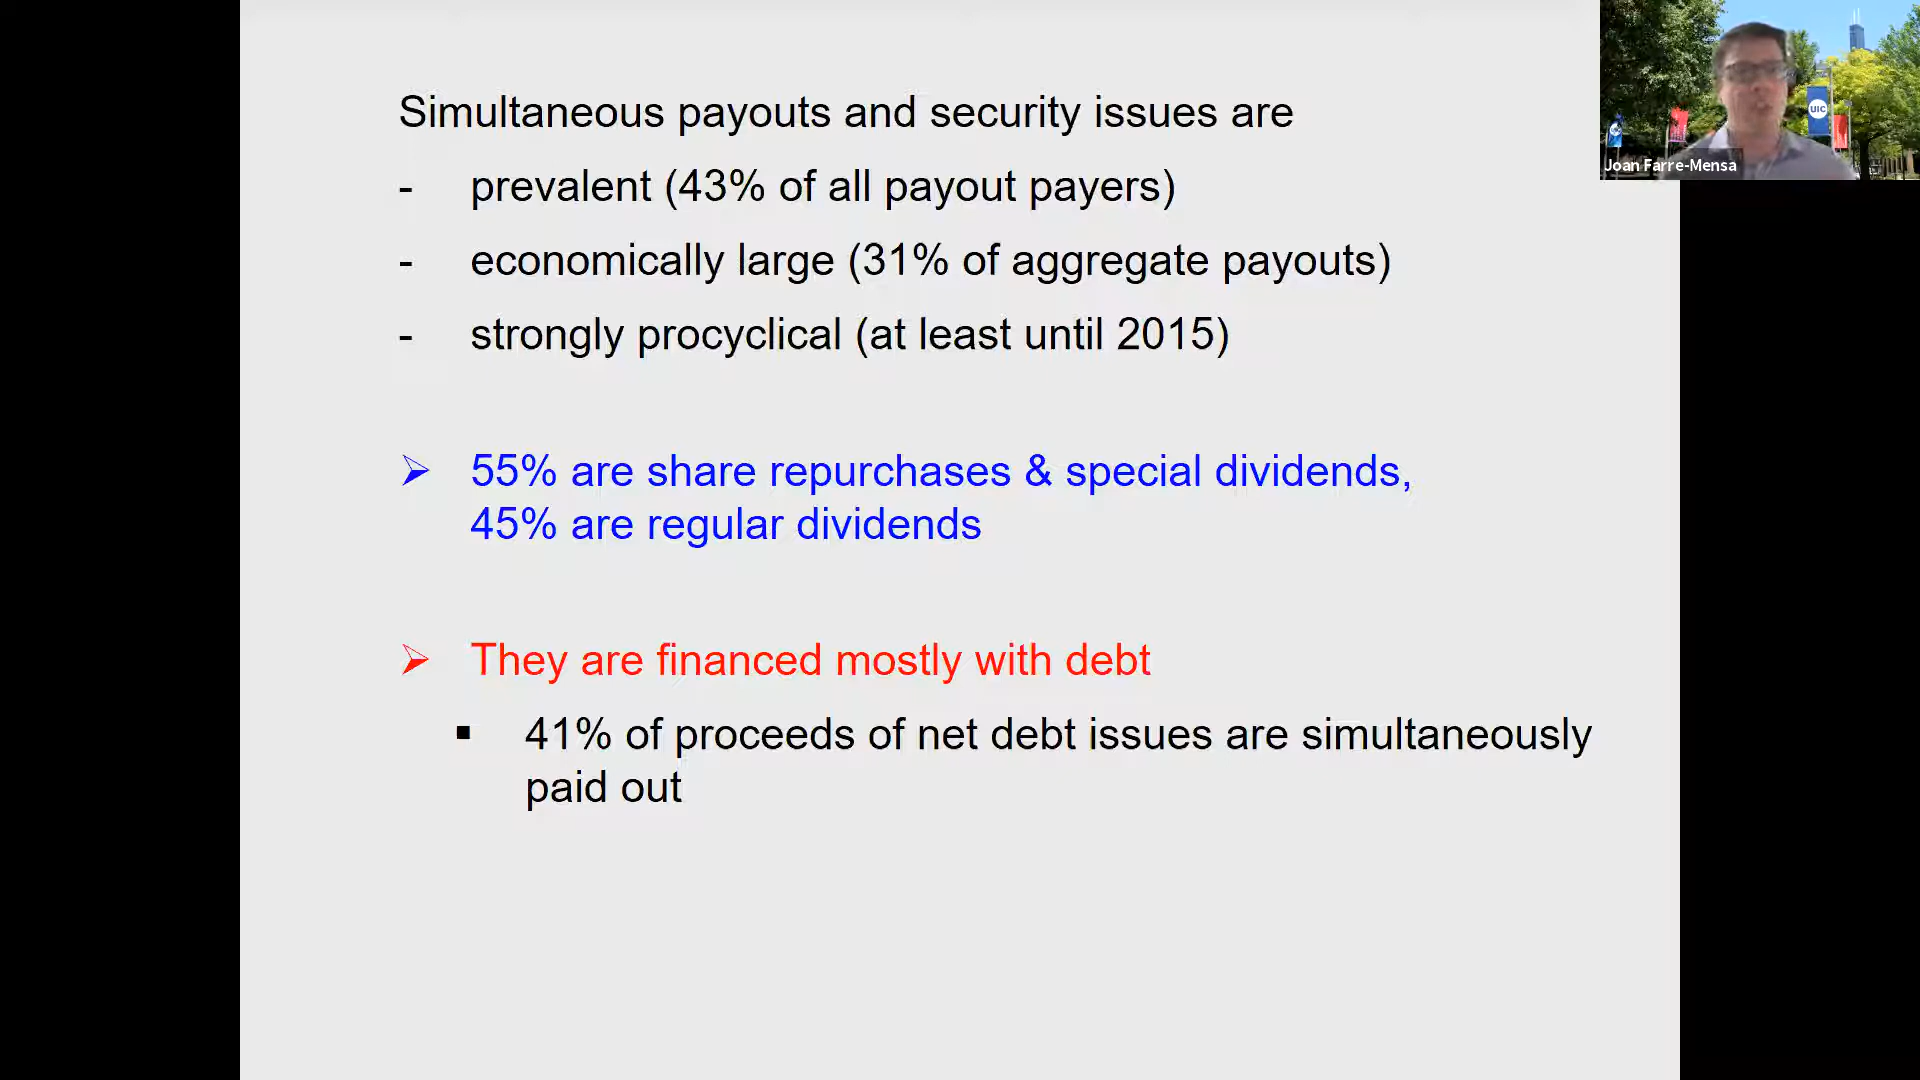 Simultaneous payouts and security issues are
- prevalent (43% of all payout payers)
- economically large (31% of aggregate payouts)
- strongly procyclical (at least until 2015)
➢ 55% are share repurchases & special dividends,
45% are regular dividends
➢ They are financed mostly with debt
▪ 41% of proceeds of net debt issues are simultaneously
paid out
UIC
Joan Farre-Mensa